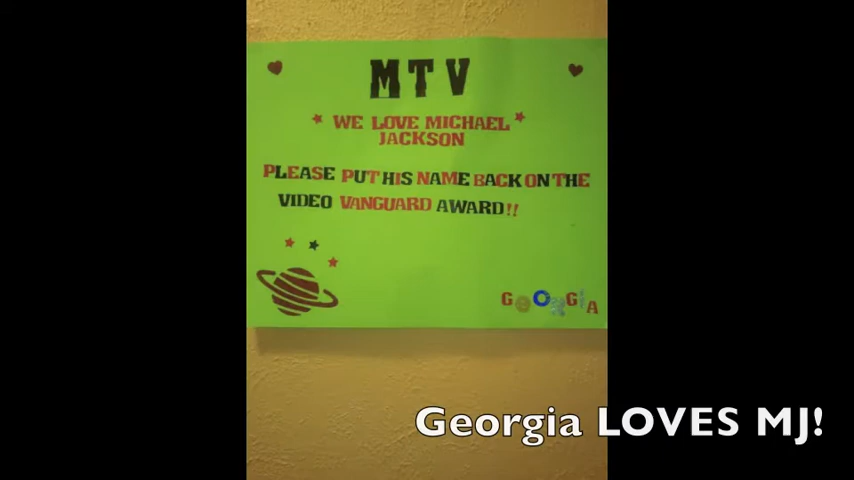 MTV
WE LOVE MICHAEL
JACKSON
PLEASE PUT HIS NAME BACK ON THE
VIDEO VANGUARD AWARD!!
GEORGIA
Georgia LOVES MJ!